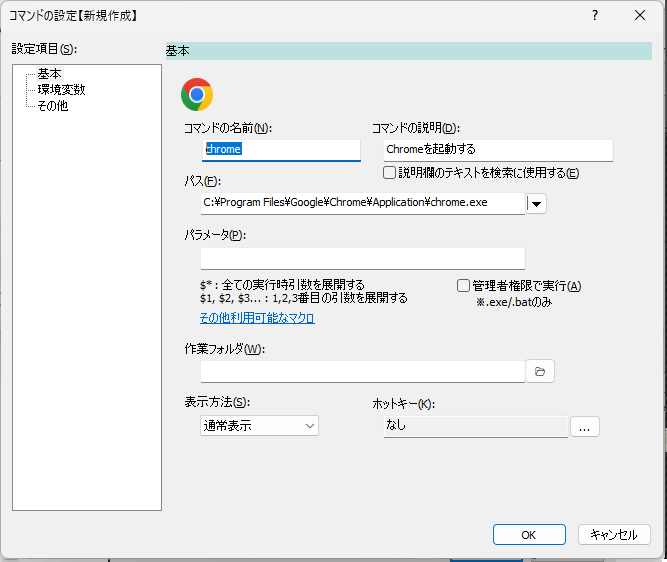 コマンドの設定【新規作成】
設定項目(S):
基本
環境変数
その他
基本
コマンドの名前(N):
chrome
コマンドの説明(D):
Chromeを起動する
説明欄のテキストを検索に使用する(E)
パス(F):
C:¥Program Files¥Google¥Chrome¥Application¥chrome.exe
パラメータ(P):
$* : 全ての実行時引数を展開する
$1, $2, $3... : 1,2,3番目の引数を展開する
その他利用可能なマクロ
管理者権限で実行(A)
※.exe/.batのみ
作業フォルダ(W):
表示方法(S):
通常表示
ホットキー(K):
なし
...
OK
キャンセル